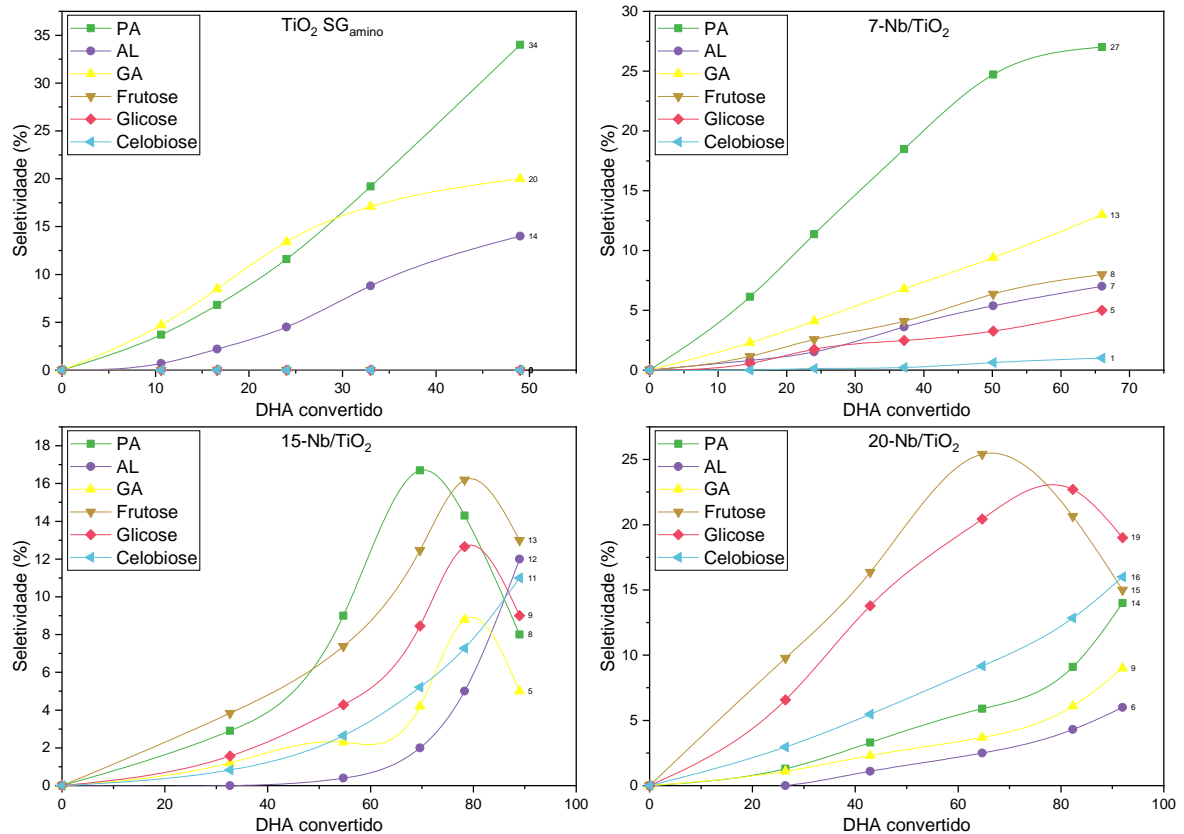 TiO2 SGamino
PA
AL
GA
Frutose
Glicose
Celobiose
34
20
14
0
35
30
25
20
15
10
5
0
Seletividade (%)
0 10 20 30 40 50
DHA convertido
7-Nb/TiO2
PA
AL
GA
Frutose
Glicose
Celobiose
27
13
8
7
5
1
30
25
20
15
10
5
0
Seletividade (%)
0 10 20 30 40 50 60 70
DHA convertido
15-Nb/TiO2
PA
AL
GA
Frutose
Glicose
Celobiose
13
12
11
9
8
5
18
16
14
12
10
8
6
4
2
0
Seletividade (%)
0 20 40 60 80 100
DHA convertido
20-Nb/TiO2
PA
AL
GA
Frutose
Glicose
Celobiose
19
16
15
14
9
6
25
20
15
10
5
0
Seletividade (%)
0 20 40 60 80 100
DHA convertido